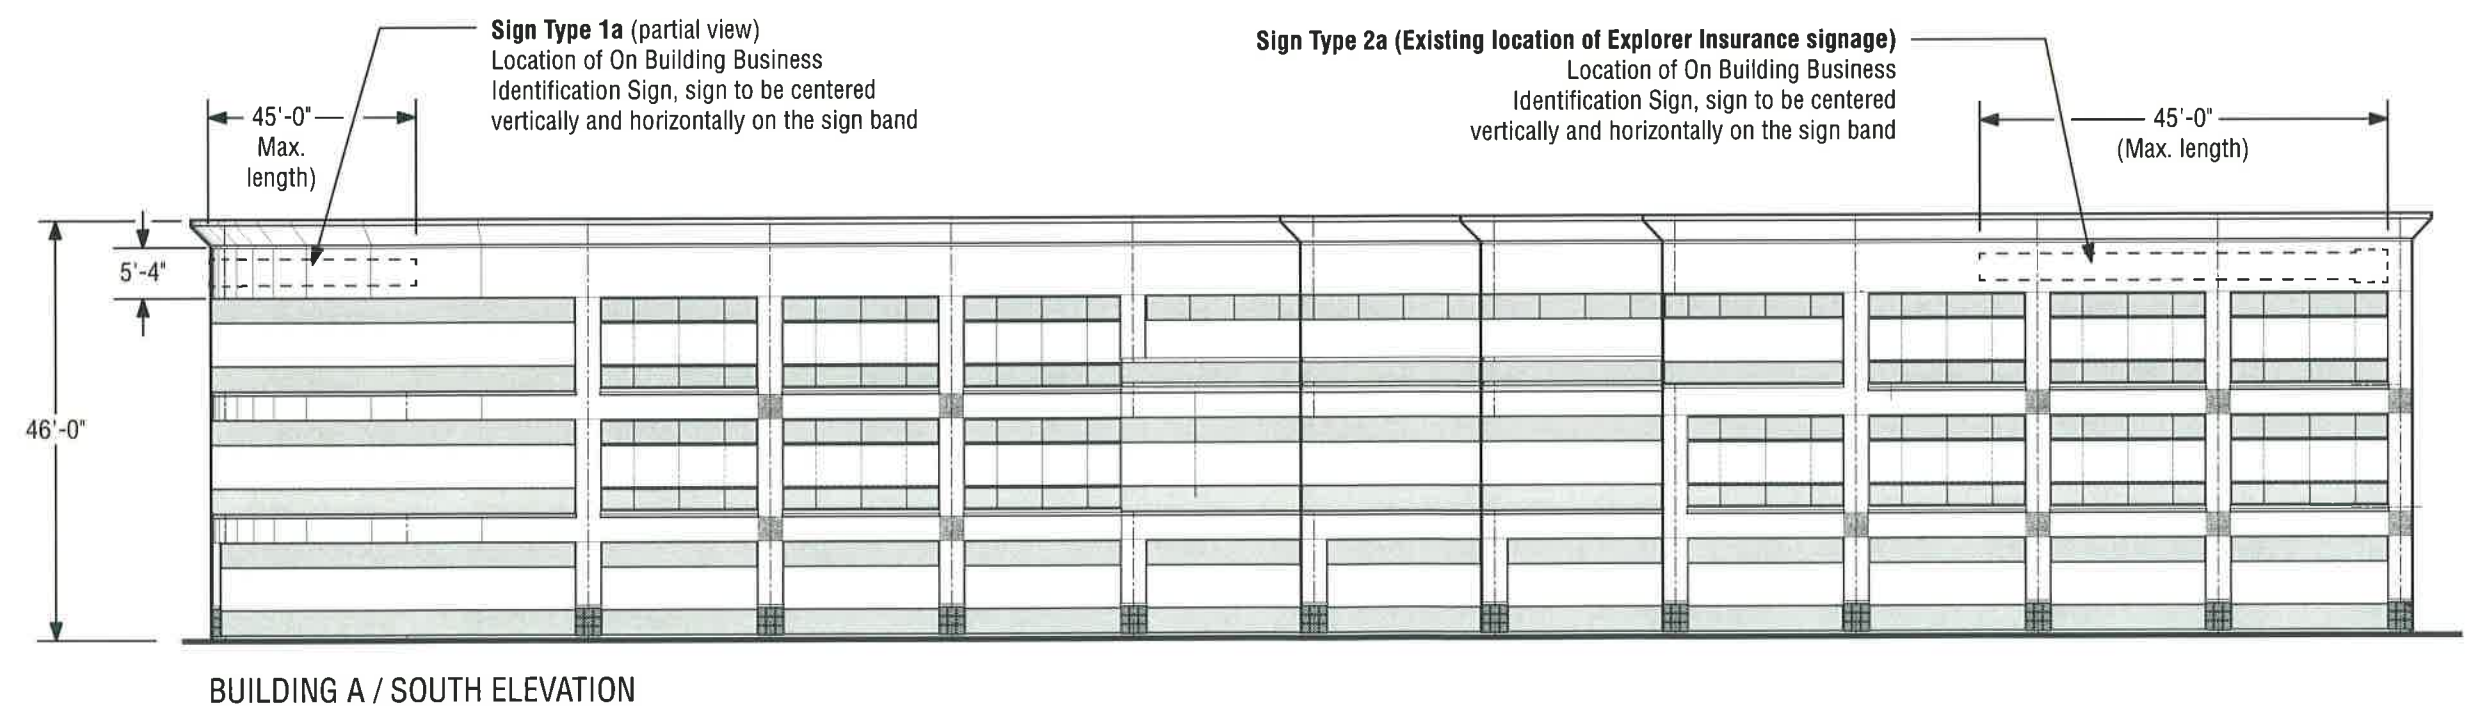 Sign Type 1a (partial view)
Location of On Building Business
Identification Sign, sign to be centered
vertically and horizontally on the sign band
Sign Type 2a (Existing location of Explorer Insurance signage)
Location of On Building Business
Identification Sign, sign to be centered
vertically and horizontally on the sign band
45'-0"
Max.
length)
45'-0"
(Max. length)
5'-4"
46'-0"
BUILDING A / SOUTH ELEVATION